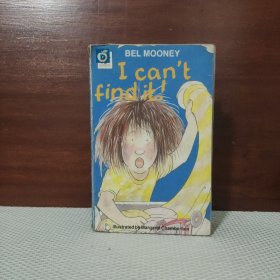 BEL MOONEY
I can't
find it!
Illustrated by Margaret Chamberlain